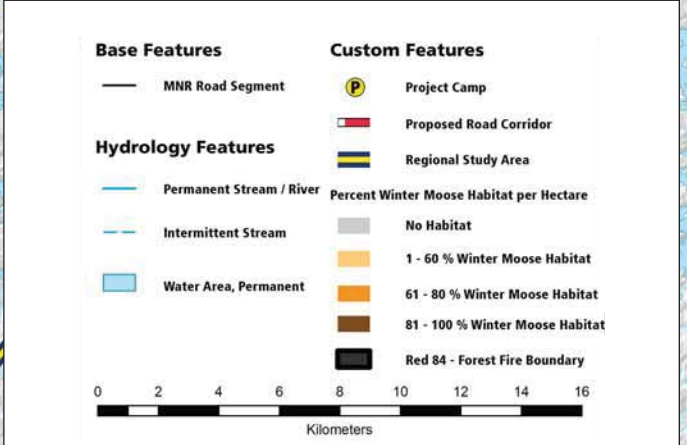 Base Features
MNR Road Segment
Hydrology Features
Permanent Stream / River
Intermittent Stream
Water Area, Permanent
Custom Features
P
Project Camp
Proposed Road Corridor
Regional Study Area
Percent Winter Moose Habitat per Hectare
No Habitat
1 - 60 % Winter Moose Habitat
61 - 80 % Winter Moose Habitat
81 - 100 % Winter Moose Habitat
Red 84 - Forest Fire Boundary
0 2 4 6 8 10 12 14 16
Kilometers